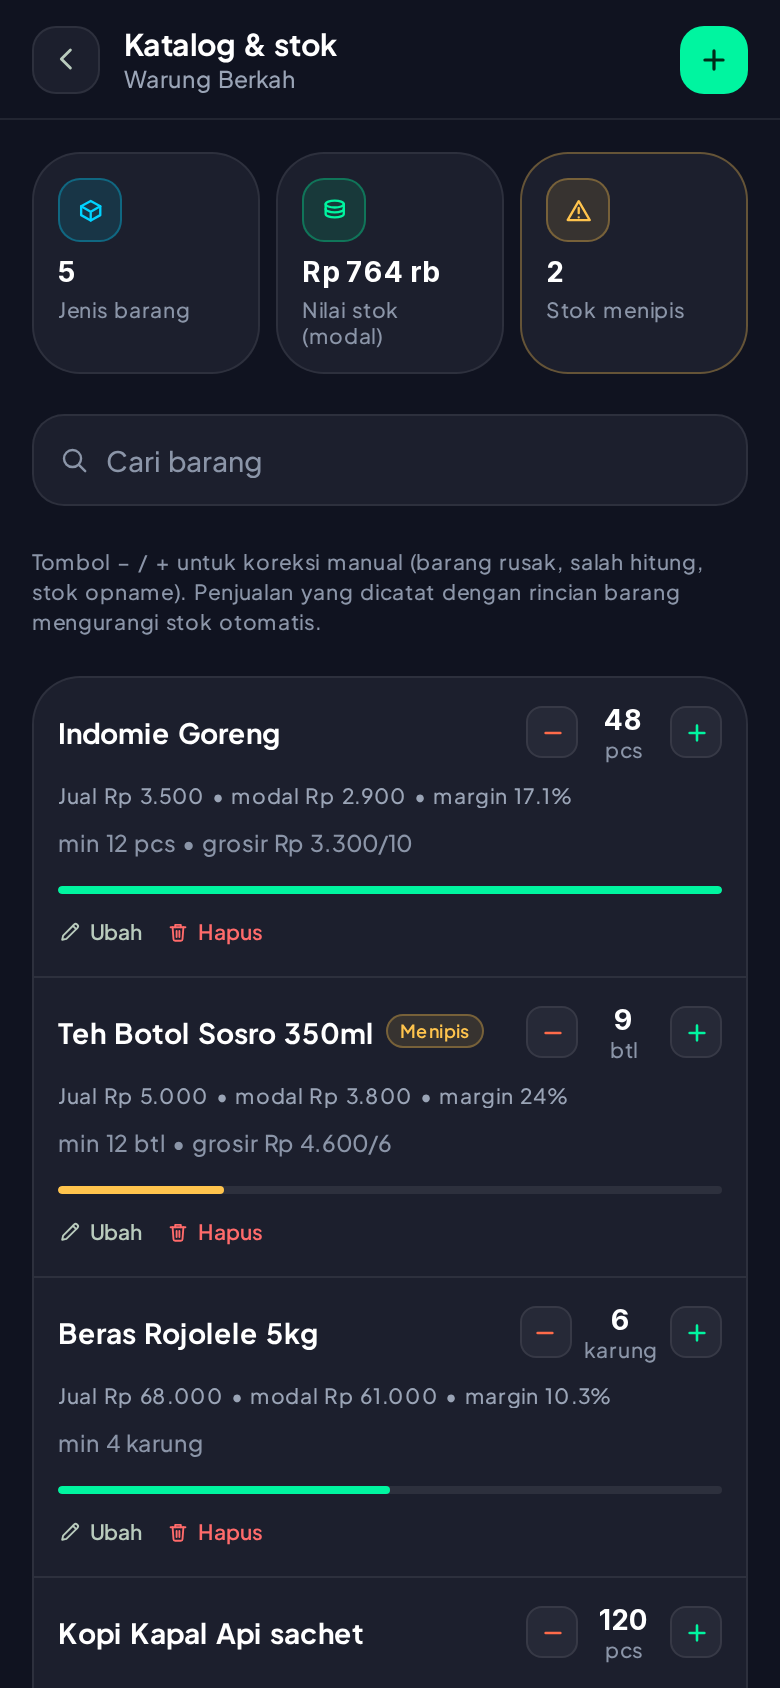 Katalog & stok
Warung Berkah
5
Jenis barang
Rp 764 rb
Nilai stok
(modal)
2
Stok menipis
Cari barang
Tombol – / + untuk koreksi manual (barang rusak, salah hitung,
stok opname). Penjualan yang dicatat dengan rincian barang
mengurangi stok otomatis.
Indomie Goreng
48
pcs
Jual Rp 3.500 • modal Rp 2.900 • margin 17.1%
min 12 pcs • grosir Rp 3.300/10
Ubah Hapus
Teh Botol Sosro 350ml Menipis
9
btl
Jual Rp 5.000 • modal Rp 3.800 • margin 24%
min 12 btl • grosir Rp 4.600/6
Ubah Hapus
Beras Rojolele 5kg
6
karung
Jual Rp 68.000 • modal Rp 61.000 • margin 10.3%
min 4 karung
Ubah Hapus
Kopi Kapal Api sachet
120
pcs